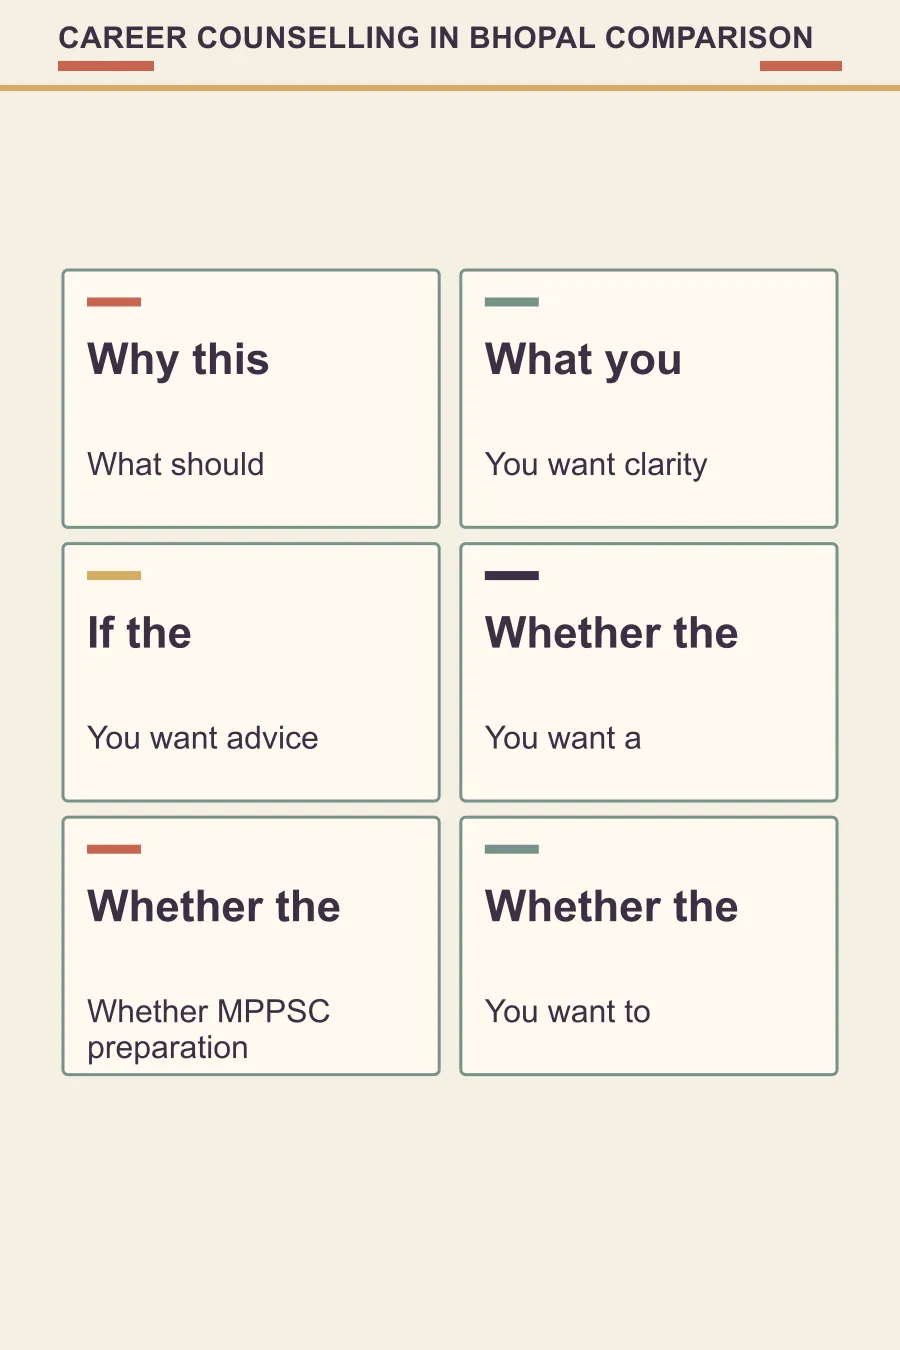 CAREER COUNSELLING IN BHOPAL COMPARISON
Why this
What should
What you
You want clarity
If the
You want advice
Whether the
You want a
Whether the
Whether MPPSC
preparation
Whether the
You want to